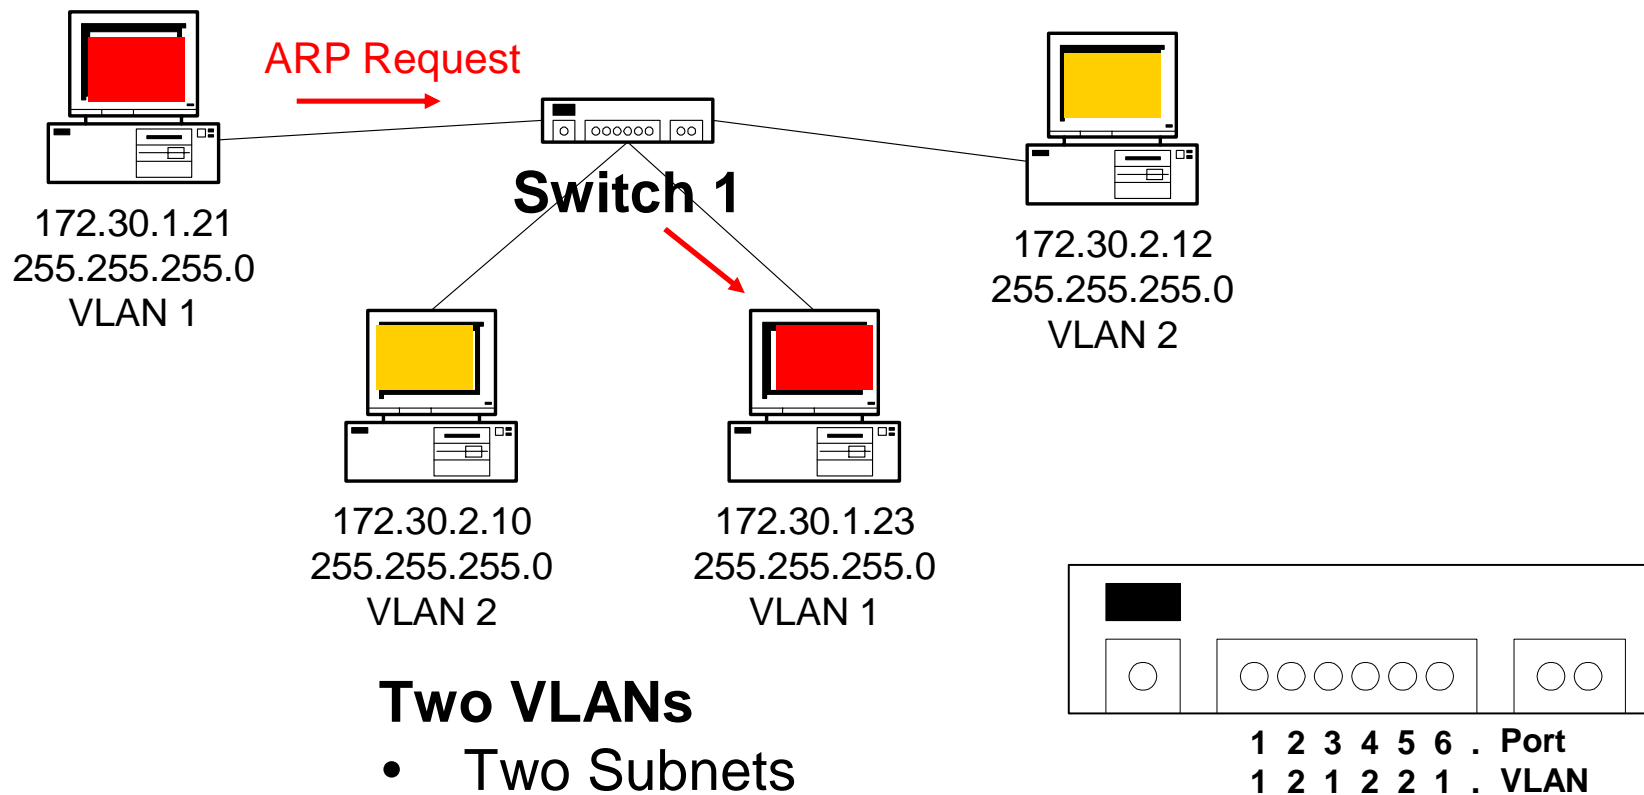 ARP Request
Switch 1
172.30.1.21
255.255.255.0
VLAN 1
172.30.2.12
255.255.255.0
VLAN 2
172.30.2.10
255.255.255.0
VLAN 2
172.30.1.23
255.255.255.0
VLAN 1
Two VLANs
• Two Subnets
1 2 3 4 5 6 . Port
1 2 1 2 2 1 . VLAN